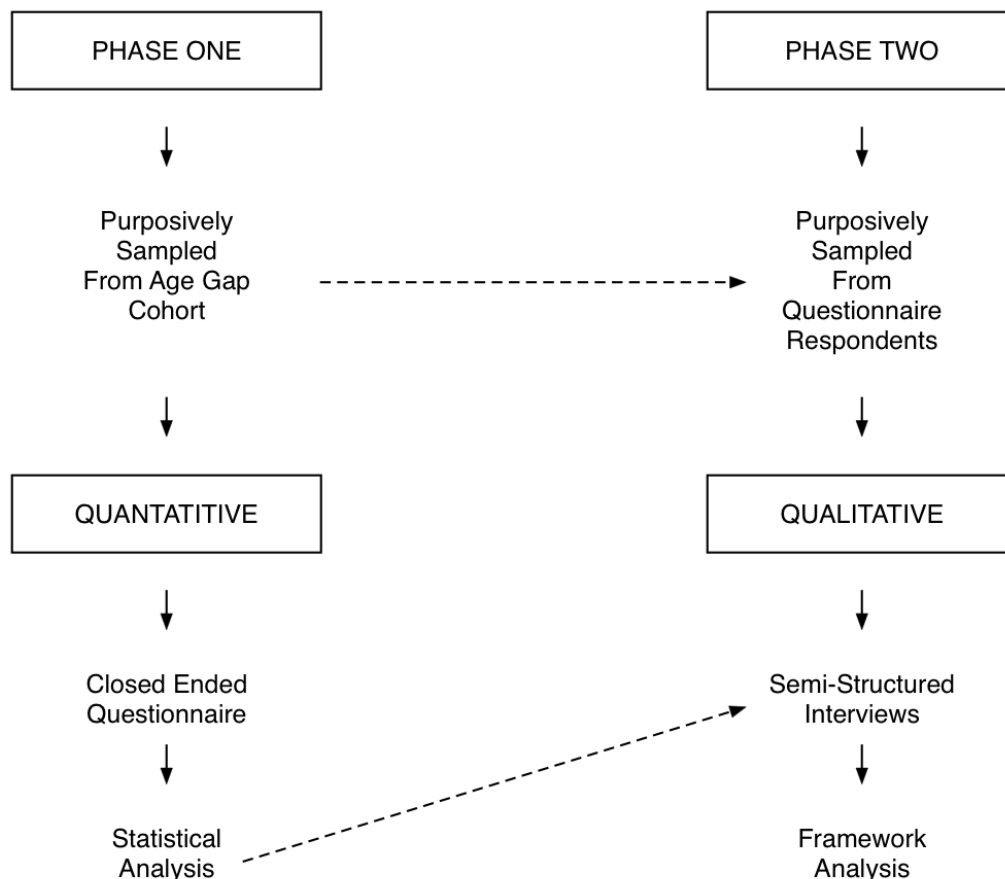 PHASE ONE
PHASE TWO
Purposively
Sampled
From Age Gap
Cohort
Purposively
Sampled
From
Questionnaire
Respondents
QUANTATITIVE
QUALITATIVE
Closed Ended
Questionnaire
Semi-Structured
Interviews
Statistical
Analysis
Framework
Analysis